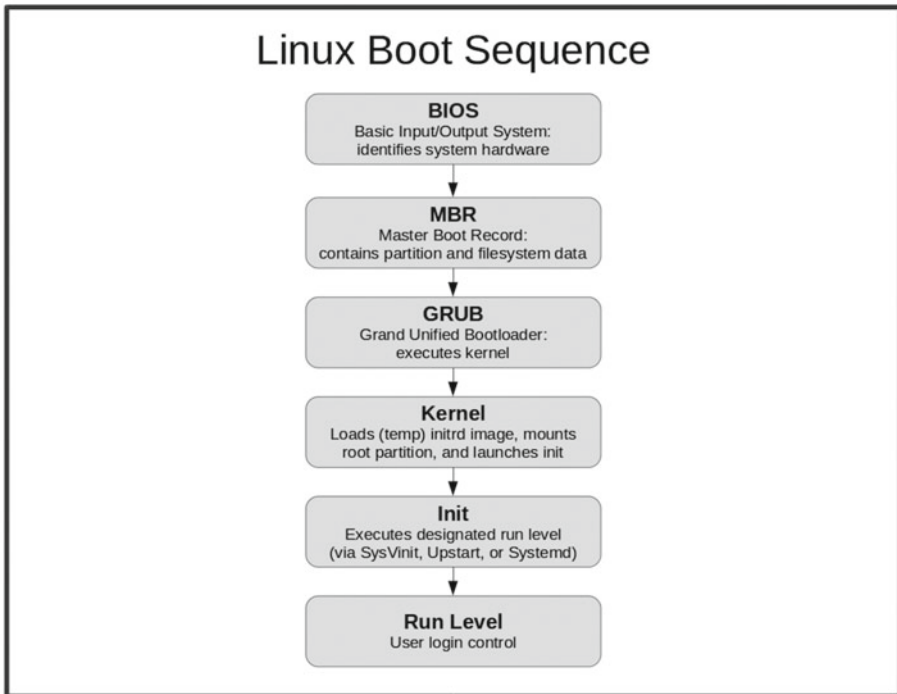 Linux Boot Sequence
BIOS
Basic Input/Output System:
identifies system hardware
MBR
Master Boot Record:
contains partition and filesystem data
GRUB
Grand Unified Bootloader:
executes kernel
Kernel
Loads (temp) initrd image, mounts
root partition, and launches init
Init
Executes designated run level
(via SysVinit, Upstart, or Systemd)
Run Level
User login control